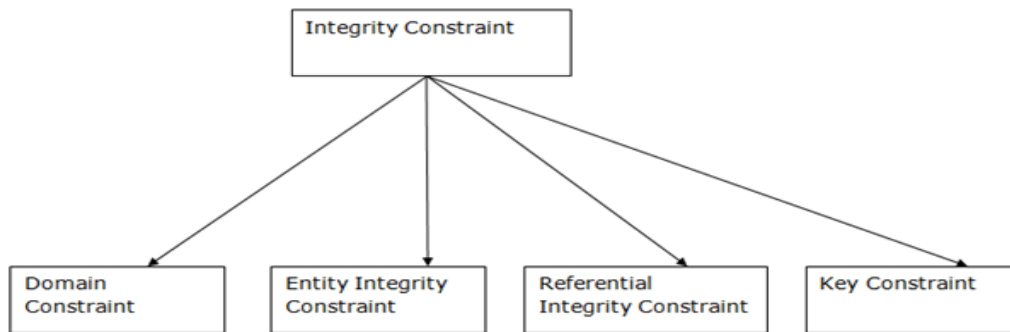 Integrity Constraint
Domain
Constraint
Entity Integrity
Constraint
Referential
Integrity Constraint
Key Constraint